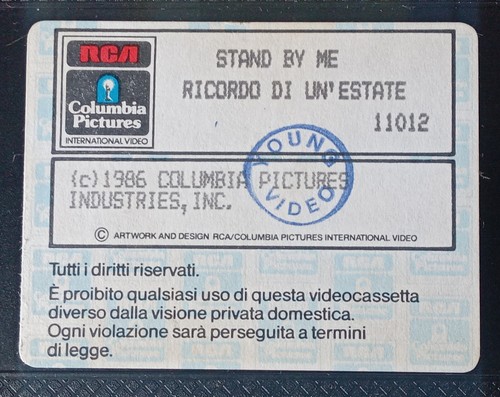 RCA
Columbia
Pictures
INTERNATIONAL VIDEO
STAND BY ME
RICORDO DI UN'ESTATE
11012
YOUNG
VIDEO
(c)1986 COLUMBIA PICTURES
INDUSTRIES, INC.
© ARTWORK AND DESIGN RCA/COLUMBIA PICTURES INTERNATIONAL VIDEO
Tutti i diritti riservati.
È proibito qualsiasi uso di questa videocassetta
diverso dalla visione privata domestica.
Ogni violazione sarà perseguita a termini
di legge.